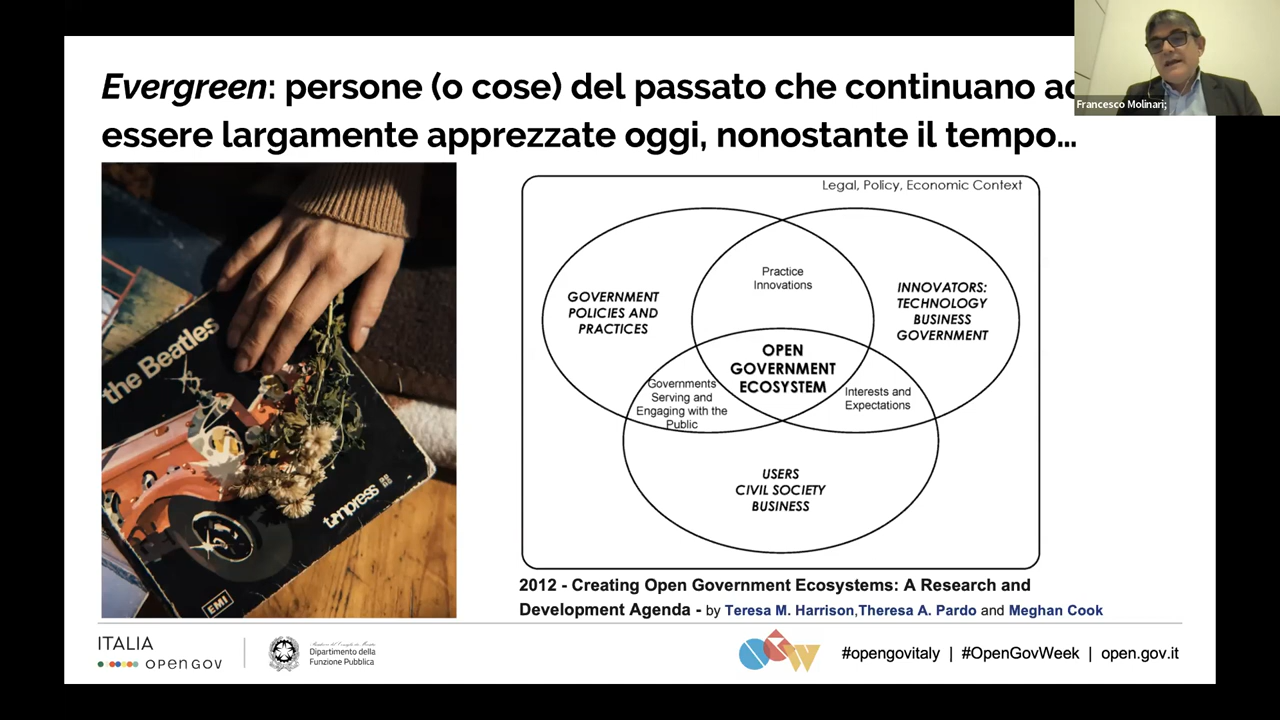 Evergreen: persone (o cose) del passato che continuano
essere largamente apprezzate oggi, nonostante il tempo...
Francesco Molinari;
the Beatles
EMI
Legal, Policy, Economic Context
GOVERNMENT
POLICIES AND
PRACTICES
Practice
Innovations
INNOVATORS:
TECHNOLOGY
BUSINESS
GOVERNMENT
OPEN
GOVERNMENT
ECOSYSTEM
Governments
Serving and
Engaging with the
Public
Interests and
Expectations
USERS
CIVIL SOCIETY
BUSINESS
2012 - Creating Open Government Ecosystems: A Research and
Development Agenda - by Teresa M. Harrison,Theresa A. Pardo and Meghan Cook
ITALIA
OPEN GOV
Dipartimento della
Funzione Pubblica
OGW
#opengovitaly | #OpenGovWeek | open.gov.it